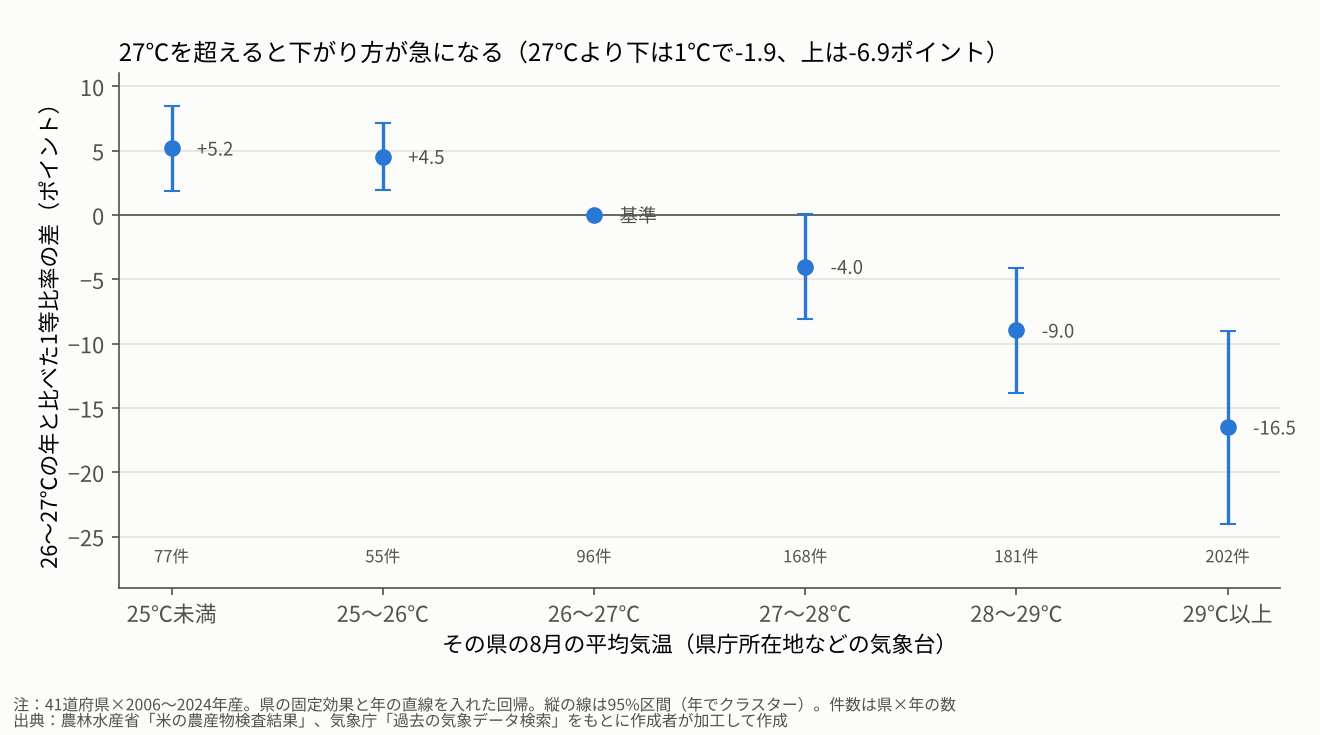 27℃を超えると下がり方が急になる（27℃より下は1℃で-1.9、上は-6.9ポイント）
26〜27℃の年と比べた1等比率の差（ポイント）
10
5
0
−5
−10
−15
−20
−25
+5.2
+4.5
基準
-4.0
-9.0
-16.5
77件
55件
96件
168件
181件
202件
25℃未満
25〜26℃
26〜27℃
27〜28℃
28〜29℃
29℃以上
その県の8月の平均気温（県庁所在地などの気象台）
注：41道府県×2006〜2024年産。県の固定効果と年の直線を入れた回帰。縦の線は95%区間（年でクラスター）。件数は県×年の数
出典：農林水産省「米の農産物検査結果」、気象庁「過去の気象データ検索」をもとに作成者が加工して作成